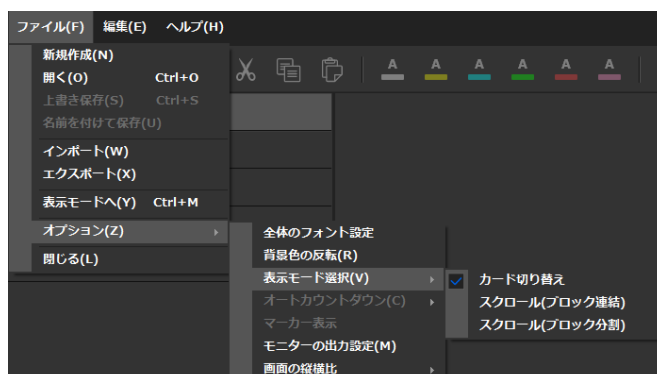 ファイル(F) 編集(E) ヘルプ(H)
新規作成(N)
開く(O) Ctrl+O
上書き保存(S) Ctrl+S
名前を付けて保存(U)
インポート(W)
エクスポート(X)
表示モードへ(Y) Ctrl+M
オプション(Z)
閉じる(L)
A A A A A A
全体のフォント設定
背景色の反転(R)
表示モード選択(V)
オートカウントダウン(C)
マーカー表示
モニターの出力設定(M)
画面の縦横比
カード切り替え
スクロール(ブロック連結)
スクロール(ブロック分割)